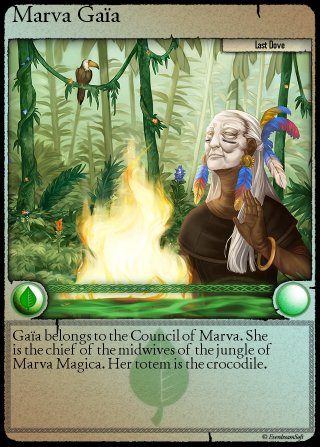 Marva Gaïa
Last Dove
Gaïa belongs to the Council of Marva. She
is the chief of the midwives of the jungle of
Marva Magica. Her totem is the crocodile.
© EverdreamSoft